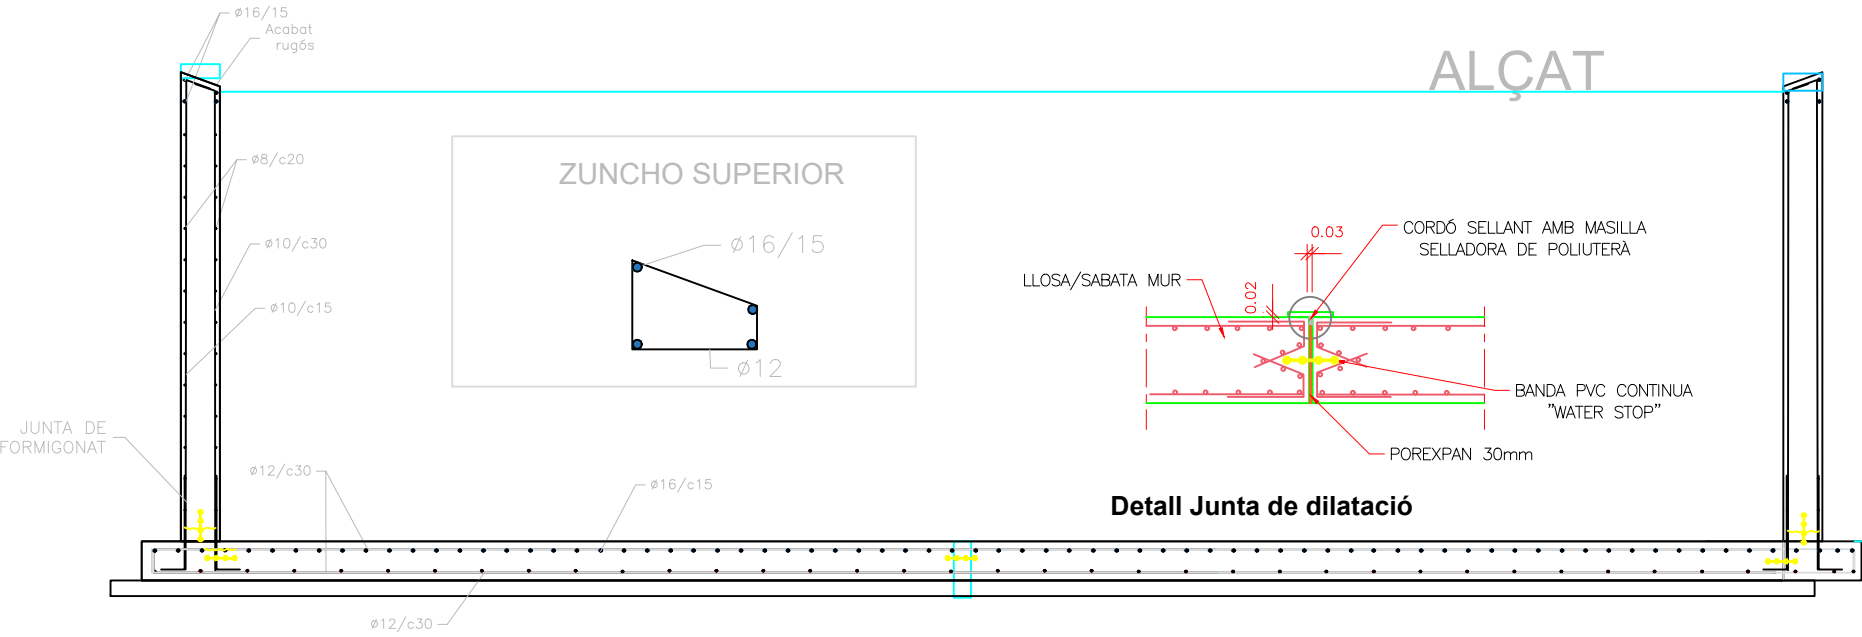 ø16/15
Acabat
rugós
ALÇAT
ø8/c20
ZUNCHO SUPERIOR
ø16/15
ø12
ø10/c30
ø10/c15
0.03
CORDÓ SELLANT AMB MASILLA
SELLADORA DE POLIUTERÀ
LLOSA/SABATA MUR
0.02
BANDA PVC CONTINUA
"WATER STOP"
POREXPAN 30mm
Detall Junta de dilatació
JUNTA DE
FORMIGONAT
ø12/c30
ø16/c15
ø12/c30